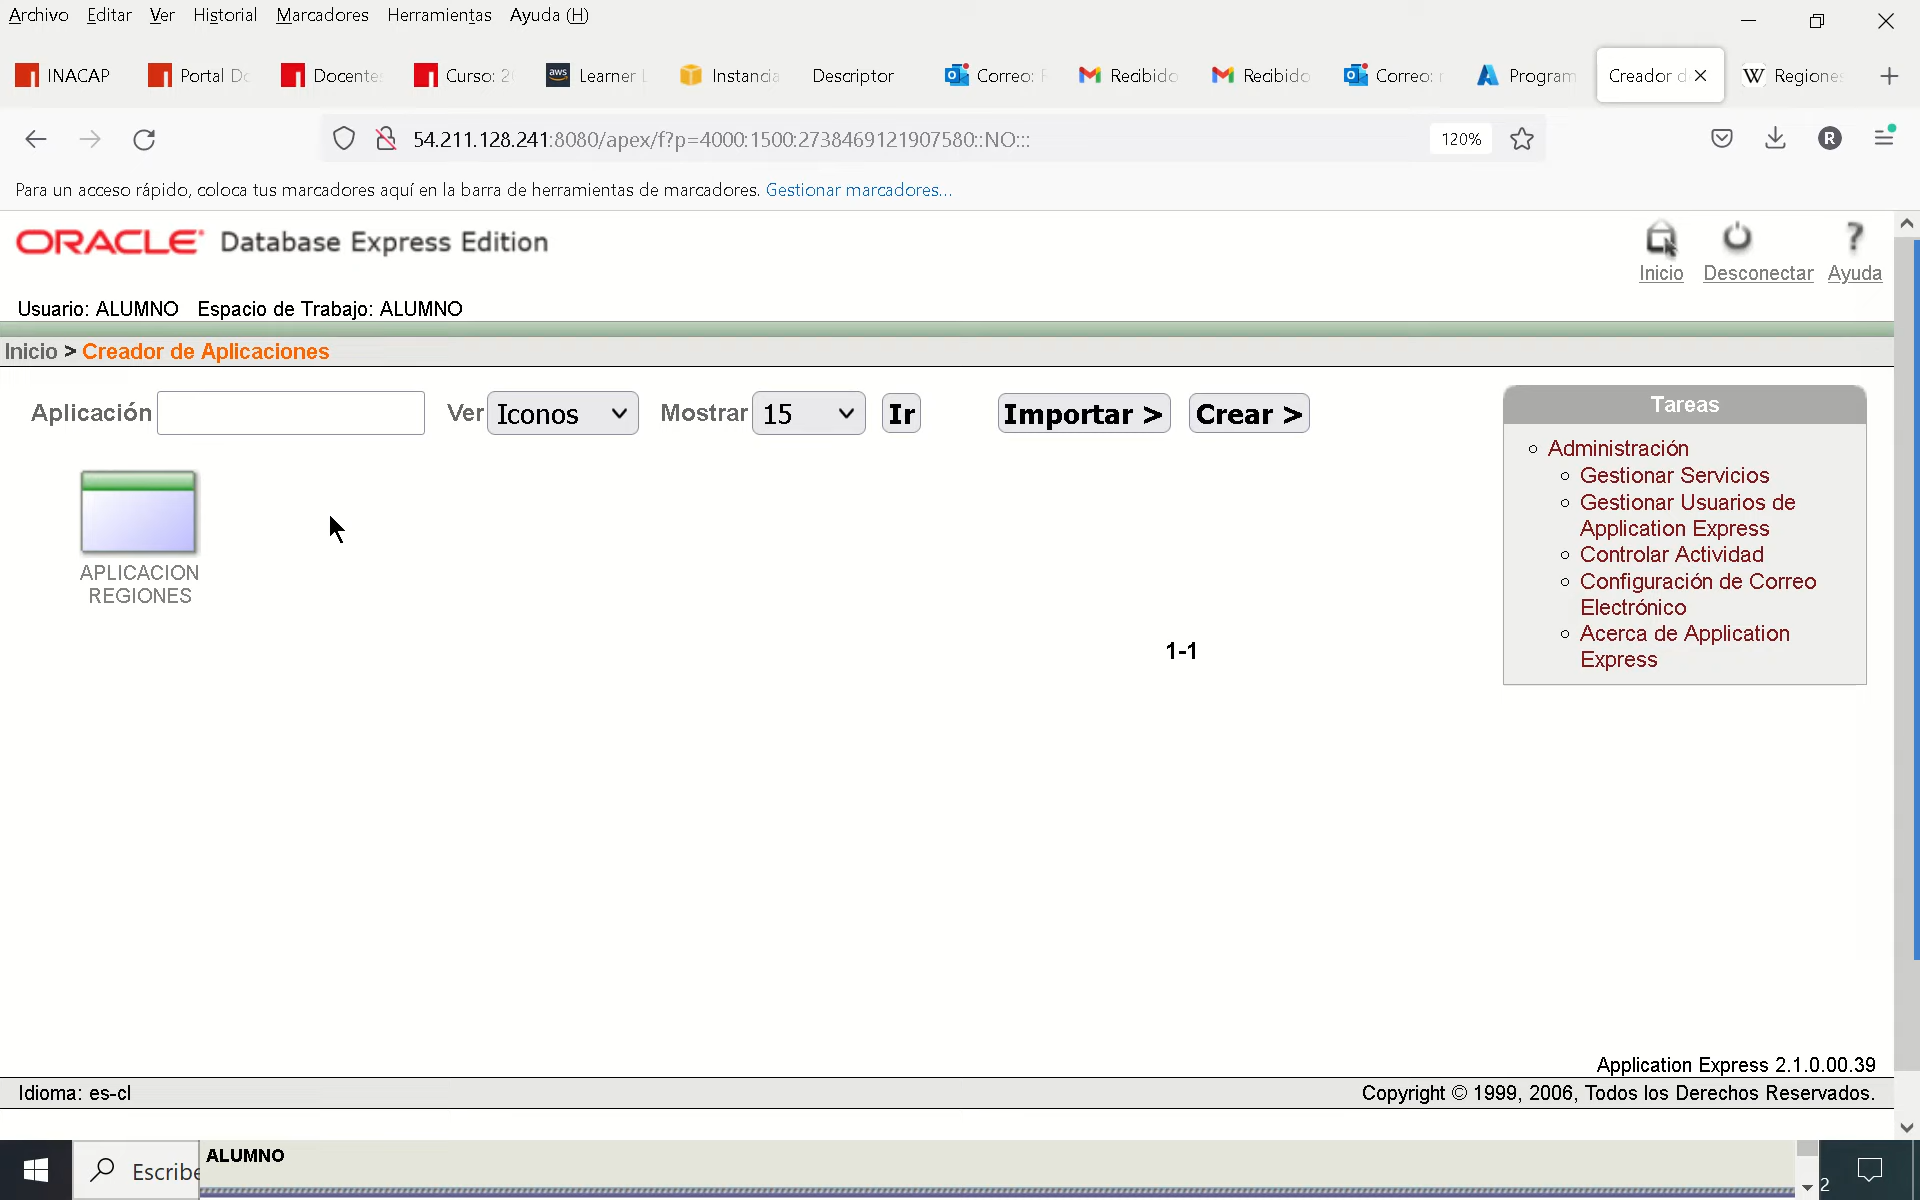 Archivo Editar Ver Historial Marcadores Herramientas Ayuda (H)
INACAP Portal Do Docente Curso: 2 aws Learner L Instancia Descriptor Correo: Recibido Recibido Correo: Program Creador d W Regiones
54.211.128.241:8080/apex/f?p=4000:1500:2738469121907580::NO::: 120% R
Para un acceso rápido, coloca tus marcadores aquí en la barra de herramientas de marcadores. Gestionar marcadores...
ORACLE Database Express Edition
Inicio Desconectar Ayuda
Usuario: ALUMNO Espacio de Trabajo: ALUMNO
Inicio > Creador de Aplicaciones
Aplicación Ver Iconos Mostrar 15 Ir Importar > Crear >
Tareas
Administración
Gestionar Servicios
Gestionar Usuarios de
Application Express
Controlar Actividad
Configuración de Correo
Electrónico
Acerca de Application
Express
APLICACION
REGIONES
1-1
Application Express 2.1.0.00.39
Idioma: es-cl Copyright © 1999, 2006, Todos los Derechos Reservados.
Escribe ALUMNO 2